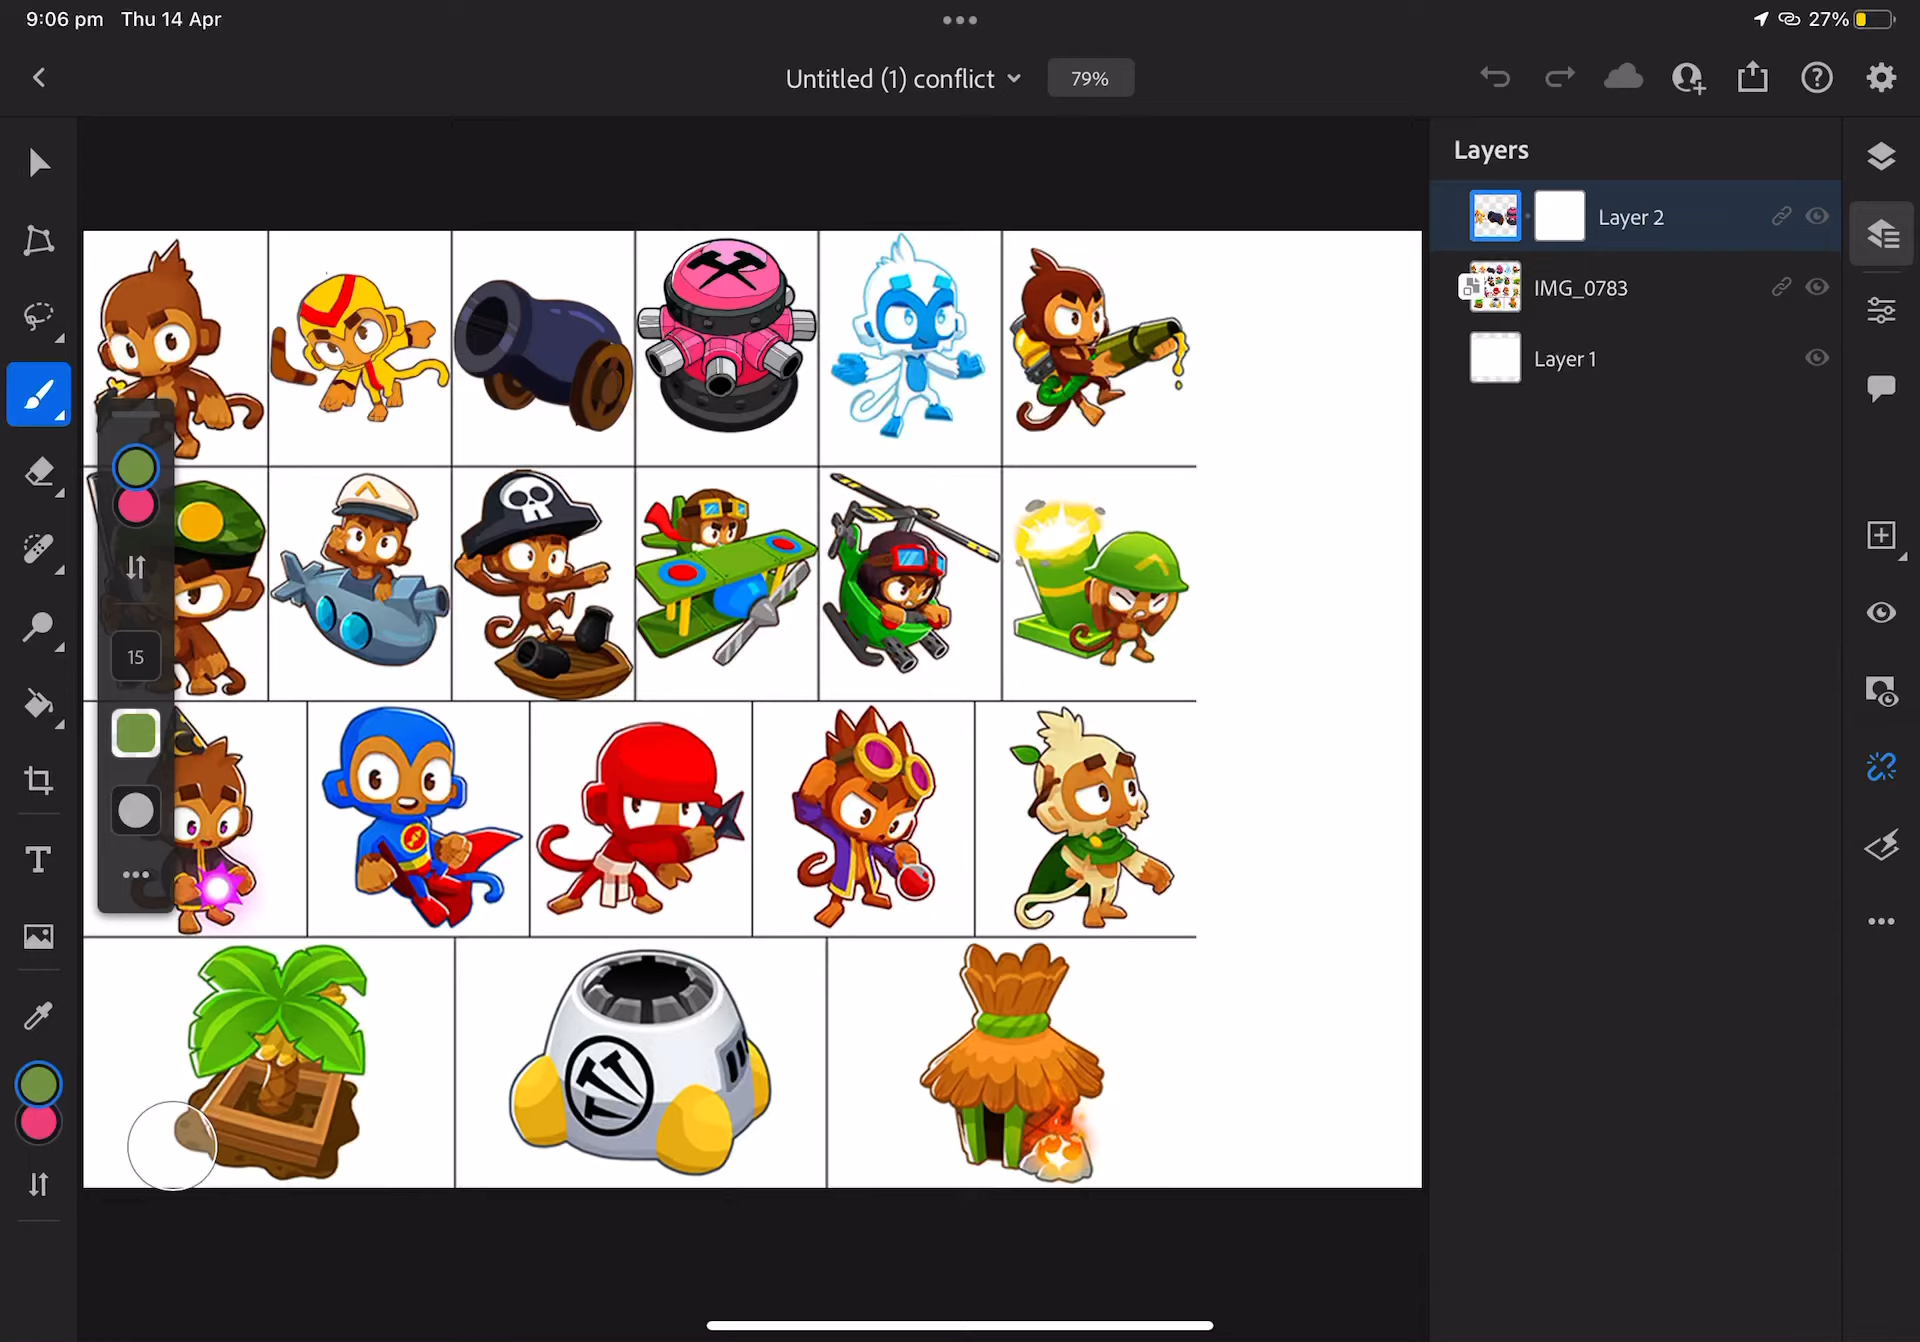 9:06 pm Thu 14 Apr
27%
Untitled (1) conflict
79%
Layers
Layer 2
IMG_0783
Layer 1
15
T